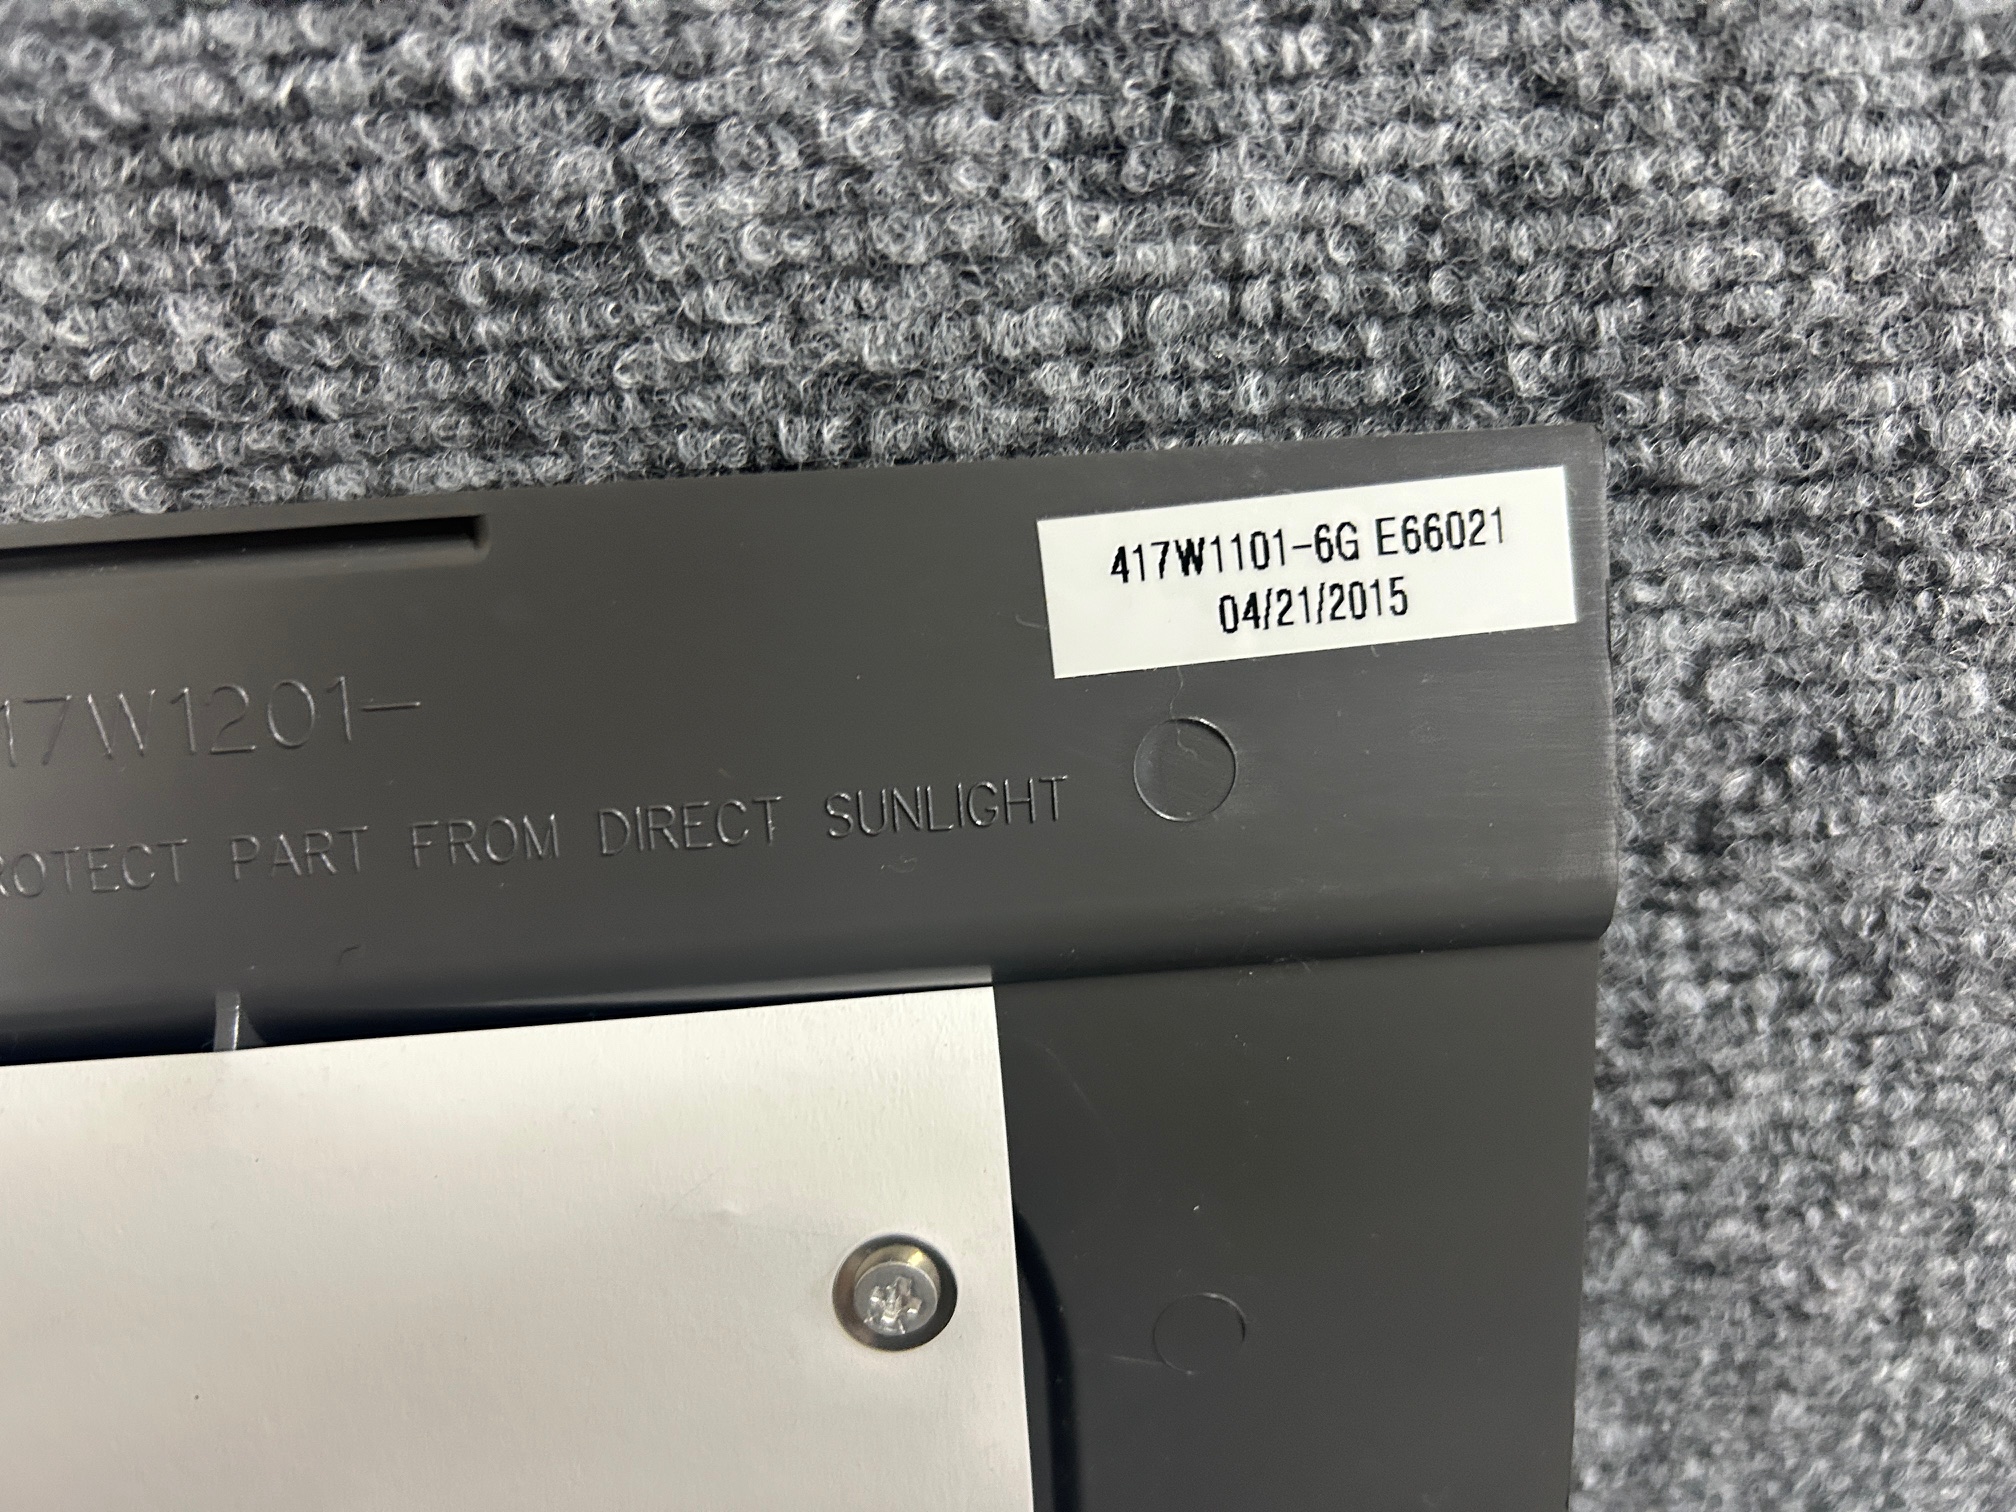 417W1101-6G E66021
04/21/2015
17W1201-
ROTECT PART FROM DIRECT SUNLIGHT